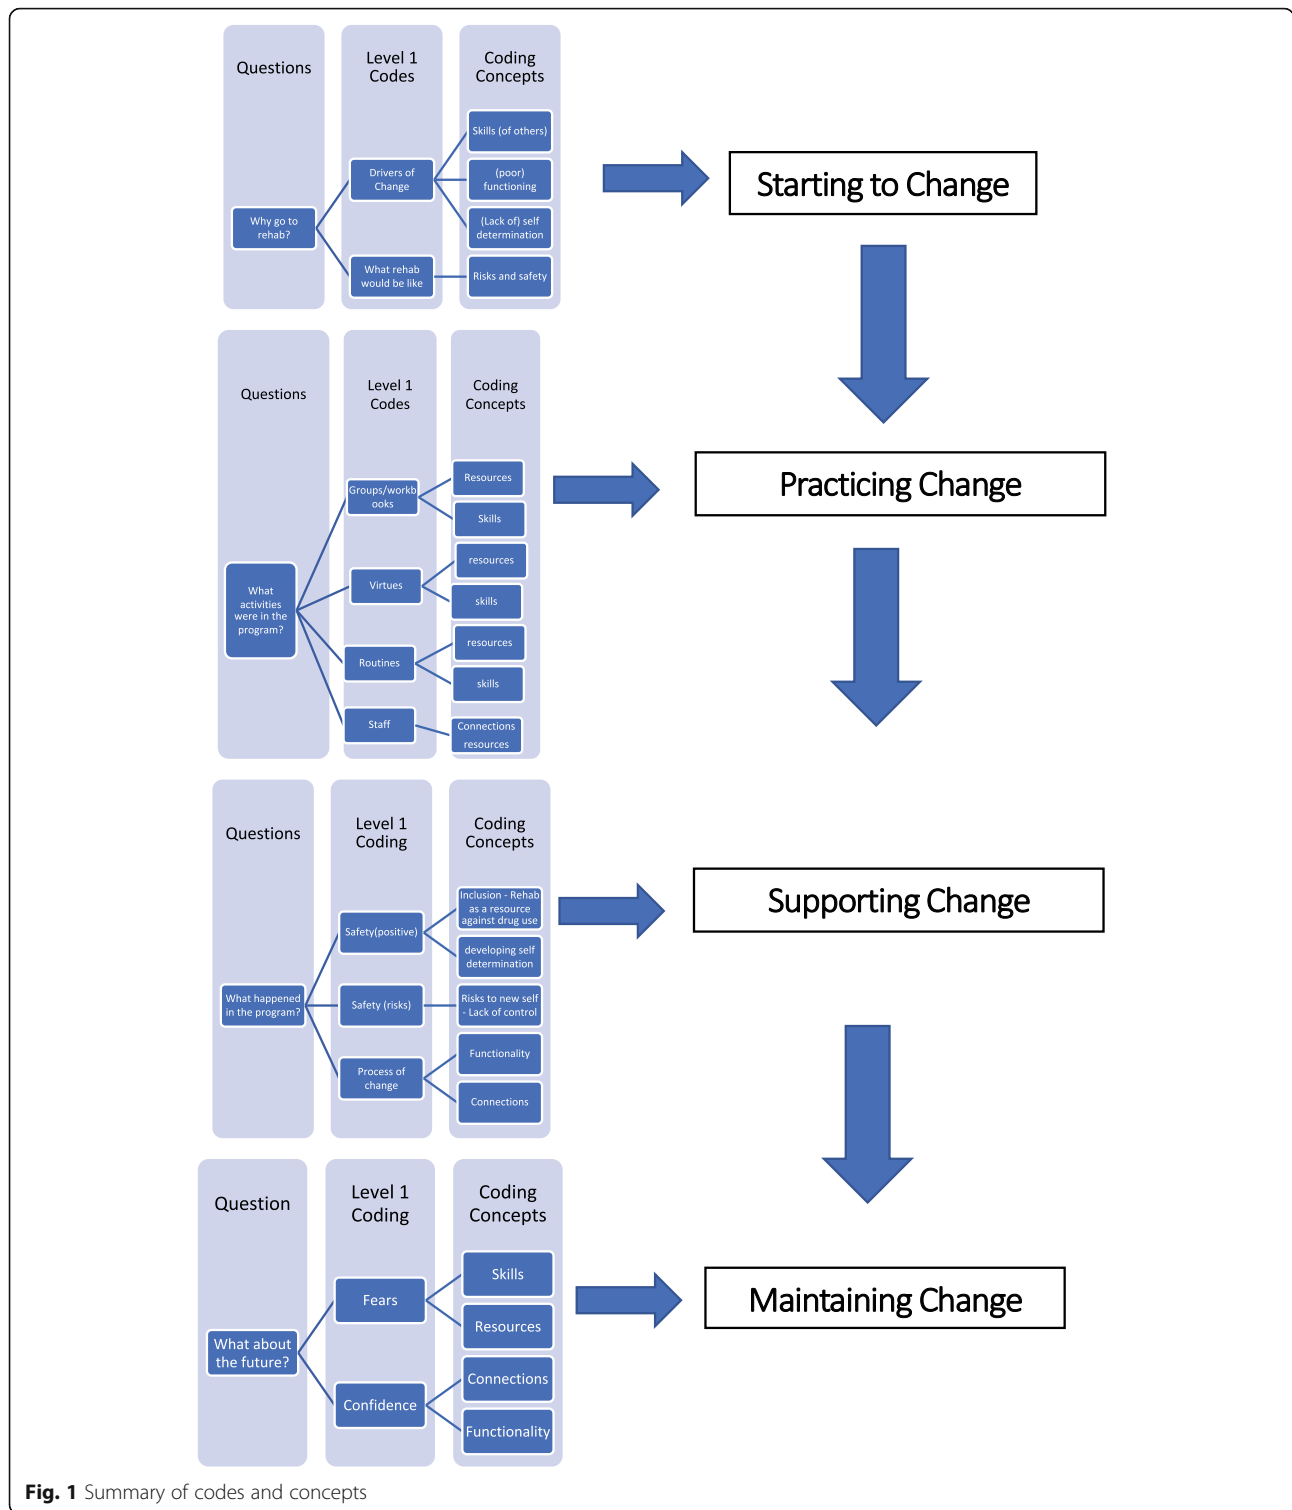 Questions
Level 1
Codes
Coding
Concepts
Why go to
rehab?
Drivers of
Change
What rehab
would be like
Skills (of others)
(poor)
functioning
(Lack of) self
determination
Risks and safety
Starting to Change
Questions
Level 1
Codes
Coding
Concepts
What
activities
were in the
program?
Groups/workb
ooks
Virtues
Routines
Staff
Resources
Skills
resources
skills
resources
skills
Connections
resources
Practicing Change
Questions
Level 1
Coding
Coding
Concepts
What happened
in the program?
Safety(positive)
Safety (risks)
Process of
change
Inclusion - Rehab
as a resource
against drug use
developing self
determination
Risks to new self
- Lack of control
Functionality
Connections
Supporting Change
Question
Level 1
Coding
Coding
Concepts
What about
the future?
Fears
Confidence
Skills
Resources
Connections
Functionality
Maintaining Change
Fig. 1 Summary of codes and concepts